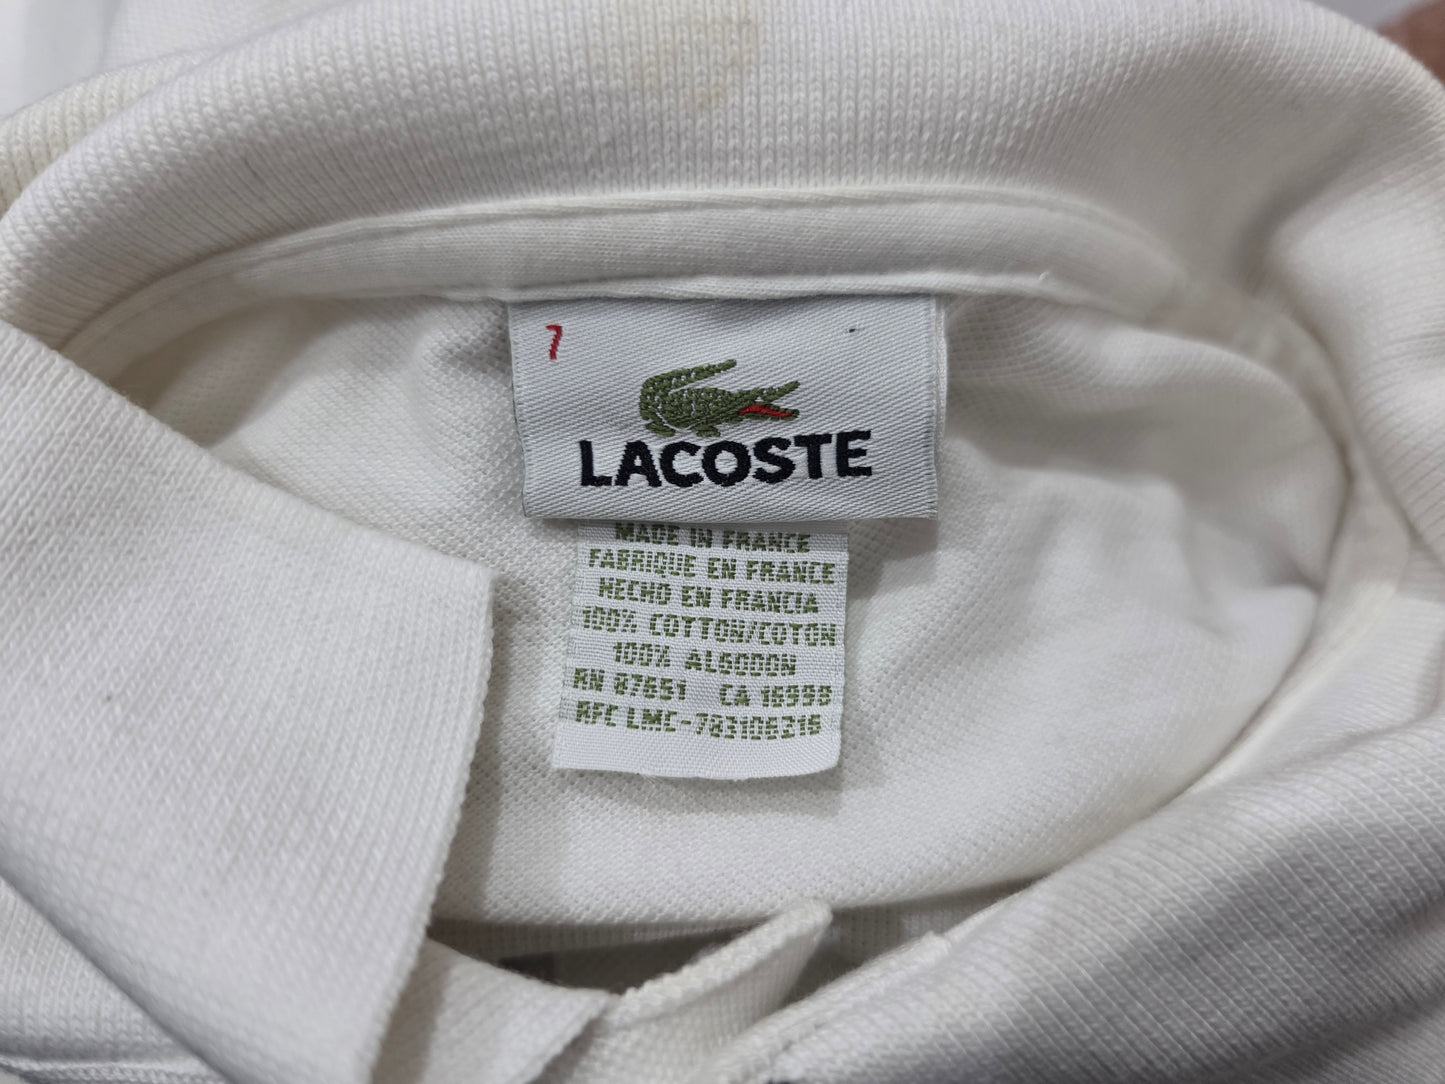 7
LACOSTE
MADE IN FRANCE
FABRIQUE EN FRANCE
HECHO EN FRANCIA
100% COTTON/COTON
100% ALGODON
RN 87651 CA 16998
RFC LMC-783106216